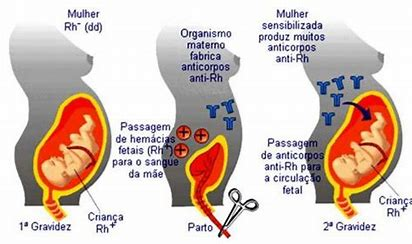 Mulher
Rh⁻ (dd)
Criança
Rh⁺
1ª Gravidez
Organismo
materno
fabrica
anticorpos
anti-Rh
Passagem
de hemácias
fetais (Rh⁺)
para o sangue
da mãe
Parto
Mulher
sensibilizada
produz muitos
anticorpos
anti-Rh
Passagem
de anticorpos
anti-Rh para a
circulação
fetal
Criança
Rh⁺
2ª Gravidez